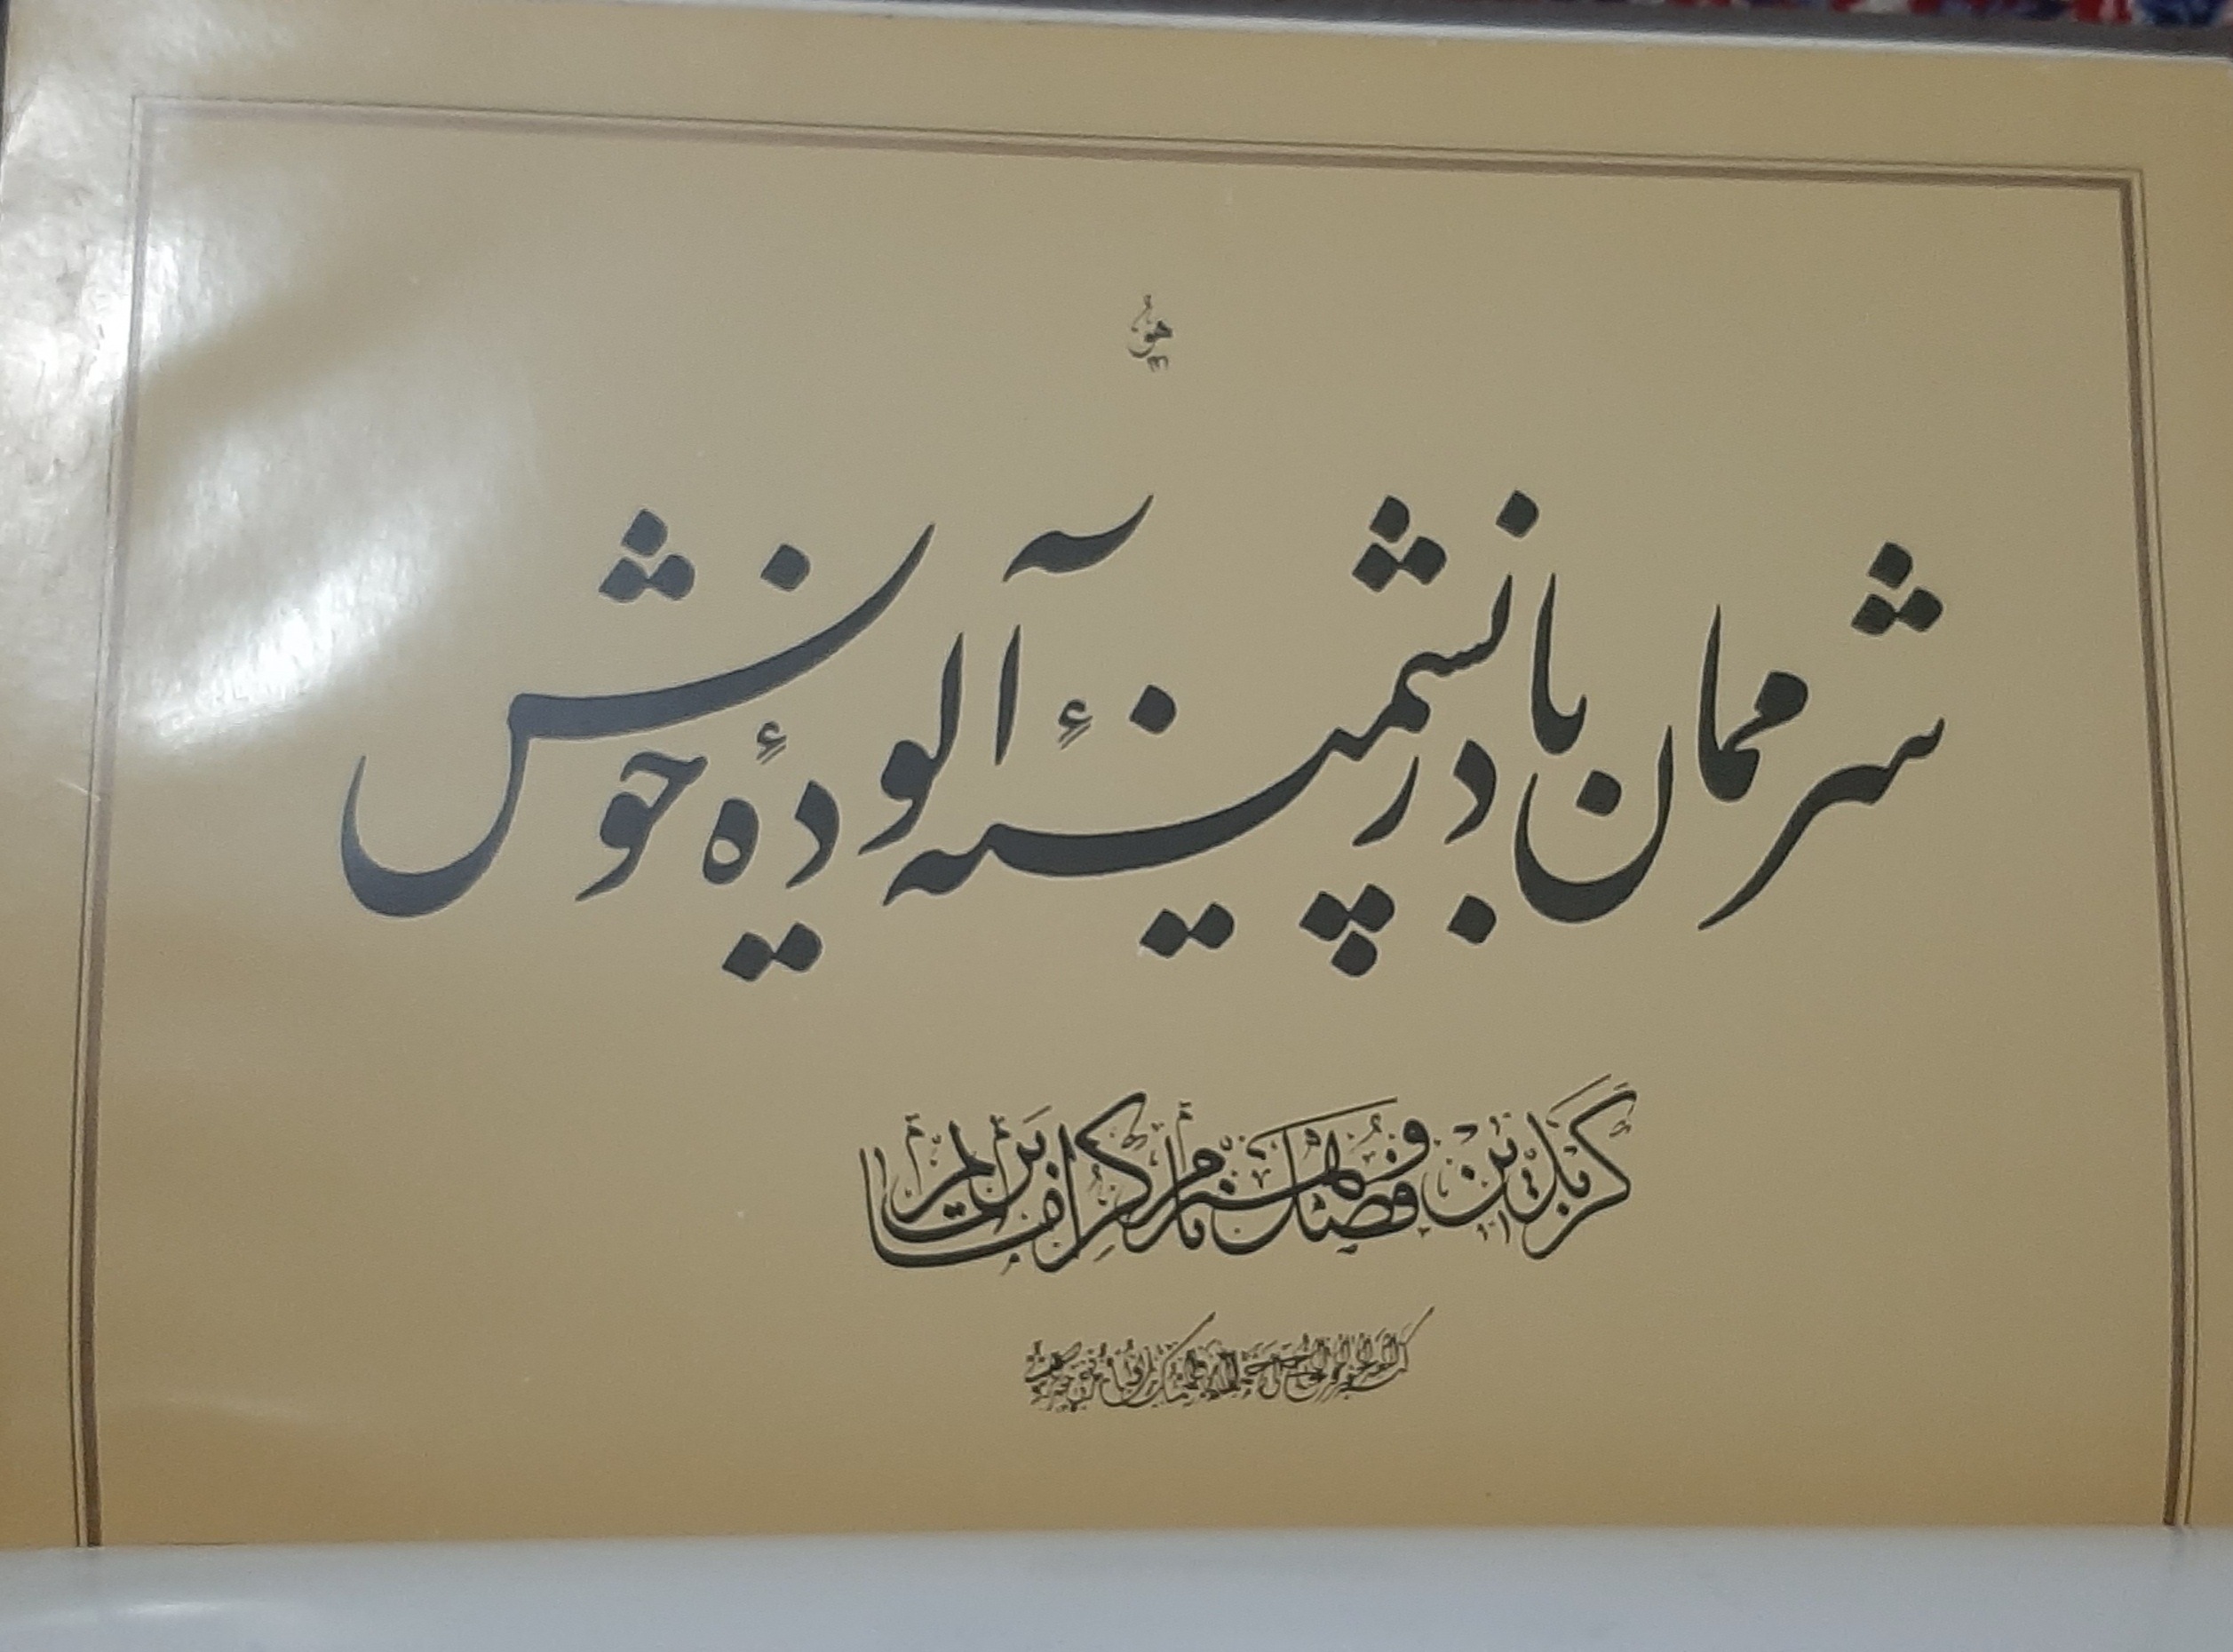 هو
شرممان باد ز پشمینهٔ آلودهٔ خویش
گر بدین فضل و هنر نام کرامات بریم